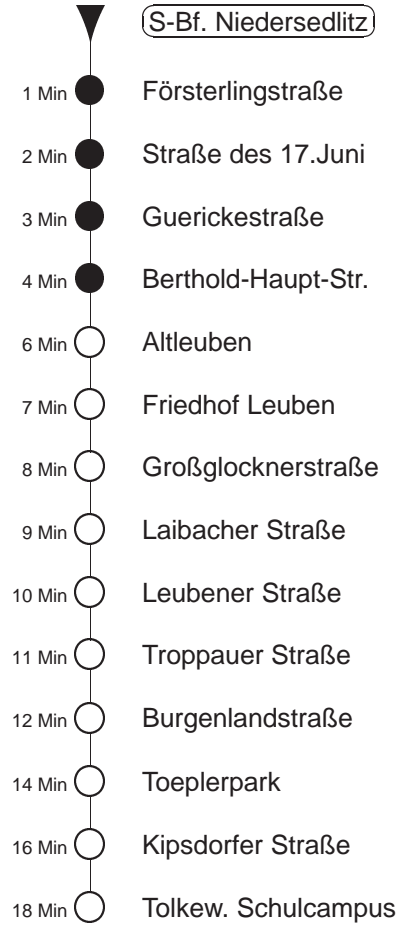 S-Bf. Niedersedlitz
1 Min Försterlingstraße
2 Min Straße des 17.Juni
3 Min Guerickestraße
4 Min Berthold-Haupt-Str.
6 Min Altleuben
7 Min Friedhof Leuben
8 Min Großglocknerstraße
9 Min Laibacher Straße
10 Min Leubener Straße
11 Min Troppauer Straße
12 Min Burgenlandstraße
14 Min Toeplerpark
16 Min Kipsdorfer Straße
18 Min Tolkew. Schulcampus